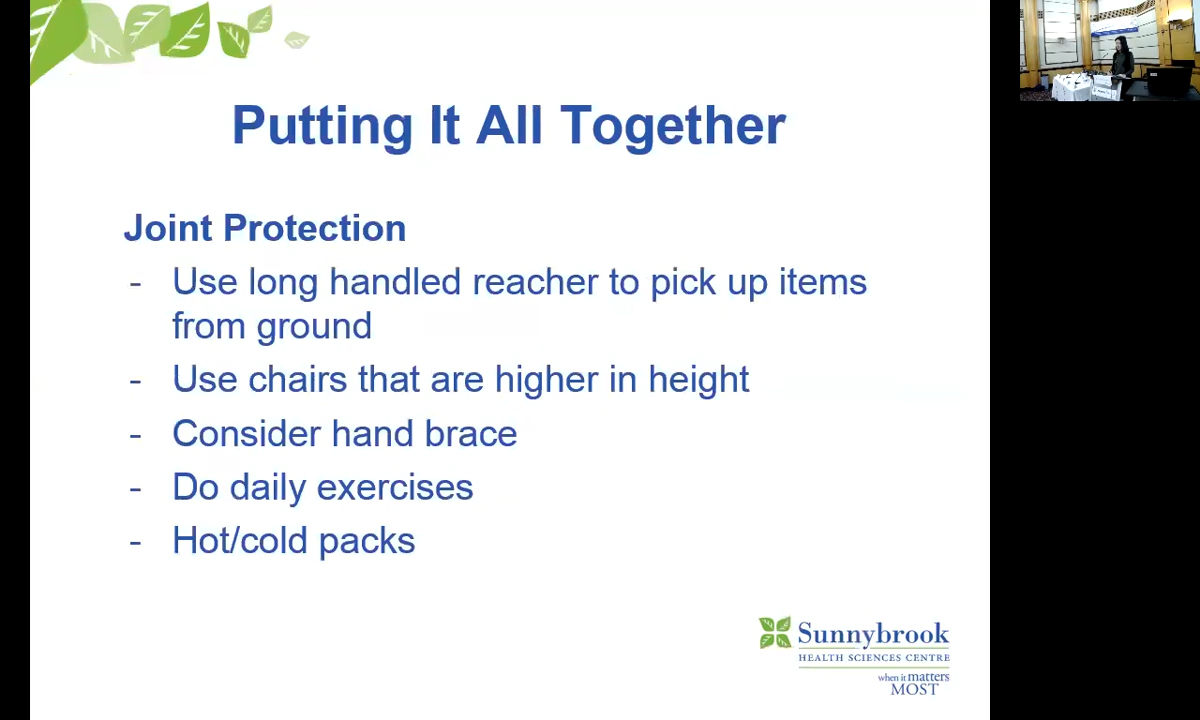 Putting It All Together
Joint Protection
- Use long handled reacher to pick up items
from ground
- Use chairs that are higher in height
- Consider hand brace
- Do daily exercises
- Hot/cold packs
Sunnybrook
HEALTH SCIENCES CENTRE
when it matters
MOST